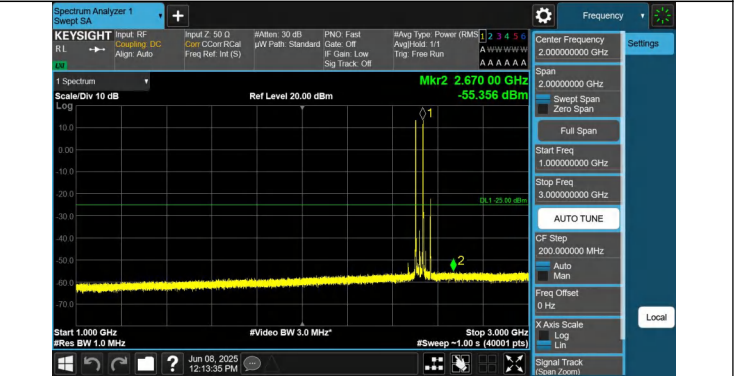 Spectrum Analyzer 1
Swept SA
Frequency
KEYSIGHT
R L
Input: RF
Coupling: DC
Align: Auto
Input Z: 50 Ω
Corr CCorr RCal
Freq Ref: Int (S)
#Atten: 30 dB
µW Path: Standard
PNO: Fast
Gate: Off
IF Gain: Low
Sig Track: Off
#Avg Type: Power (RMS
Avg|Hold: 1/1
Trig: Free Run
1 2 3 4 5 6
A W W W W W
A A A A A A
1 Spectrum
Scale/Div 10 dB
Ref Level 20.00 dBm
Mkr2 2.670 00 GHz
-55.356 dBm
Log
10.0
0.00
-10.0
-20.0
-30.0
-40.0
-50.0
-60.0
-70.0
1
DL1 -25.00 dBm
2
Start 1.000 GHz
#Video BW 3.0 MHz*
Stop 3.000 GHz
#Res BW 1.0 MHz
#Sweep ~1.00 s (40001 pts)
Jun 08, 2025
12:13:35 PM
Center Frequency
2.000000000 GHz
Settings
Span
2.00000000 GHz
Swept Span
Zero Span
Full Span
Start Freq
1.000000000 GHz
Stop Freq
3.000000000 GHz
AUTO TUNE
CF Step
200.000000 MHz
Auto
Man
Freq Offset
0 Hz
X Axis Scale
Log
Lin
Local
Signal Track
(Span Zoom)